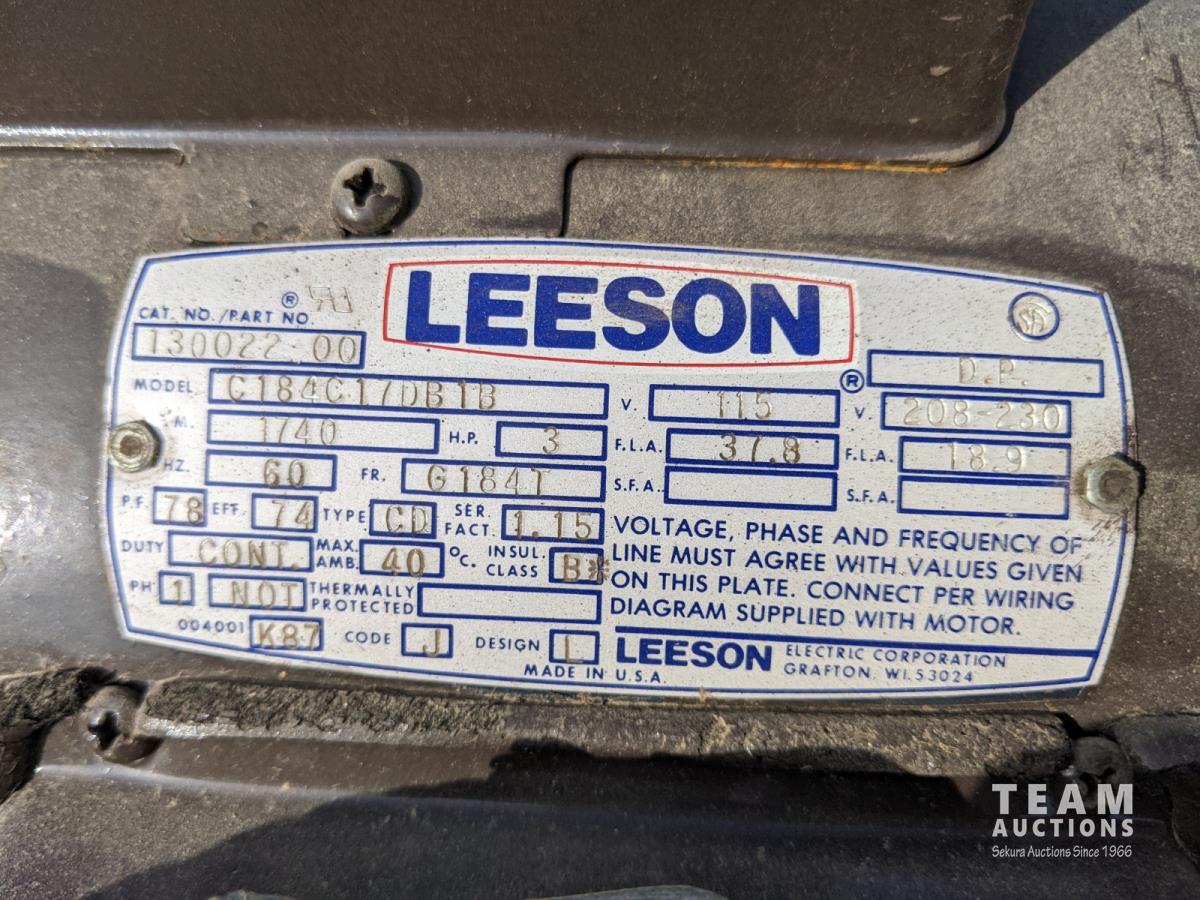 ®
LEESON
®
CAT. NO./PART NO.
130022.00
D.P.
MODEL C184C17DB1B V. 115 V. 208-230
M. 1740 H.P. 3 F.L.A. 37.8 F.L.A. 18.9
HZ. 60 FR. G184T S.F.A. S.F.A.
P.F. 78 EFF. 74 TYPE CD SER. FACT. 1.15
DUTY CONT. MAX. AMB. 40 °C. INSUL. CLASS B*
PH 1 NOT THERMALLY PROTECTED
004001 K87 CODE J DESIGN L
MADE IN U.S.A.
VOLTAGE, PHASE AND FREQUENCY OF
LINE MUST AGREE WITH VALUES GIVEN
ON THIS PLATE. CONNECT PER WIRING
DIAGRAM SUPPLIED WITH MOTOR.
LEESON ELECTRIC CORPORATION
GRAFTON, WI. 53024
TEAM
AUCTIONS
Sekura Auctions Since 1966